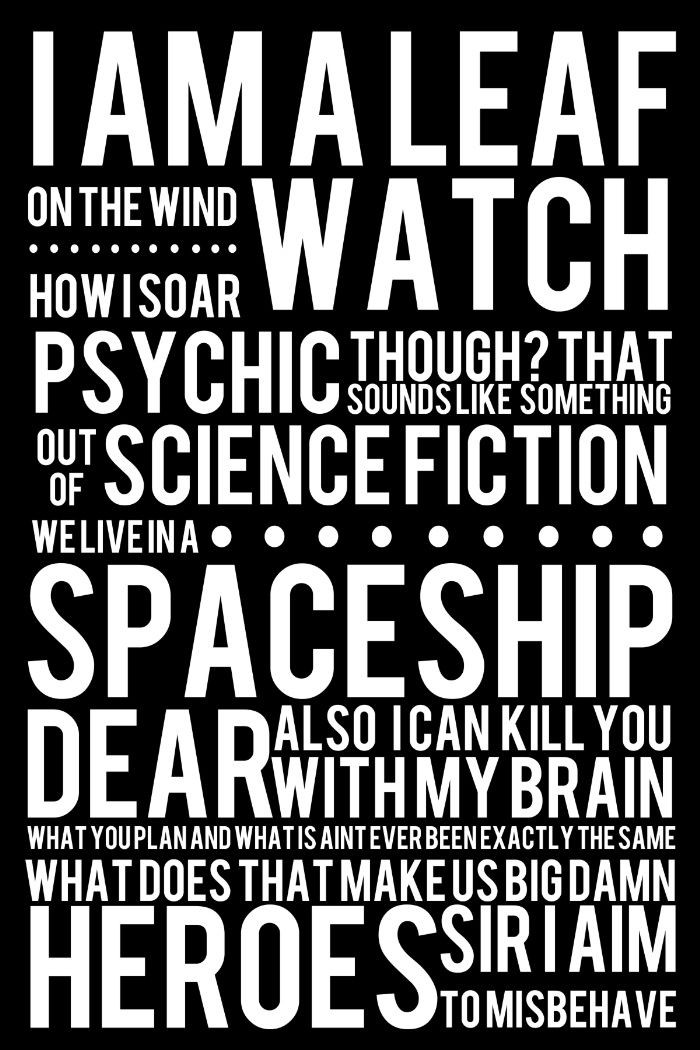 I AM A LEAF
ON THE WIND
WATCH
HOW I SOAR
PSYCHIC
THOUGH? THAT
SOUNDS LIKE SOMETHING
OUT
OF
SCIENCE FICTION
WE LIVE IN A
SPACESHIP
DEAR
ALSO I CAN KILL YOU
WITH MY BRAIN
WHAT YOU PLAN AND WHAT IS AINT EVER BEEN EXACTLY THE SAME
WHAT DOES THAT MAKE US BIG DAMN
HEROES
SIR I AIM
TO MISBEHAVE